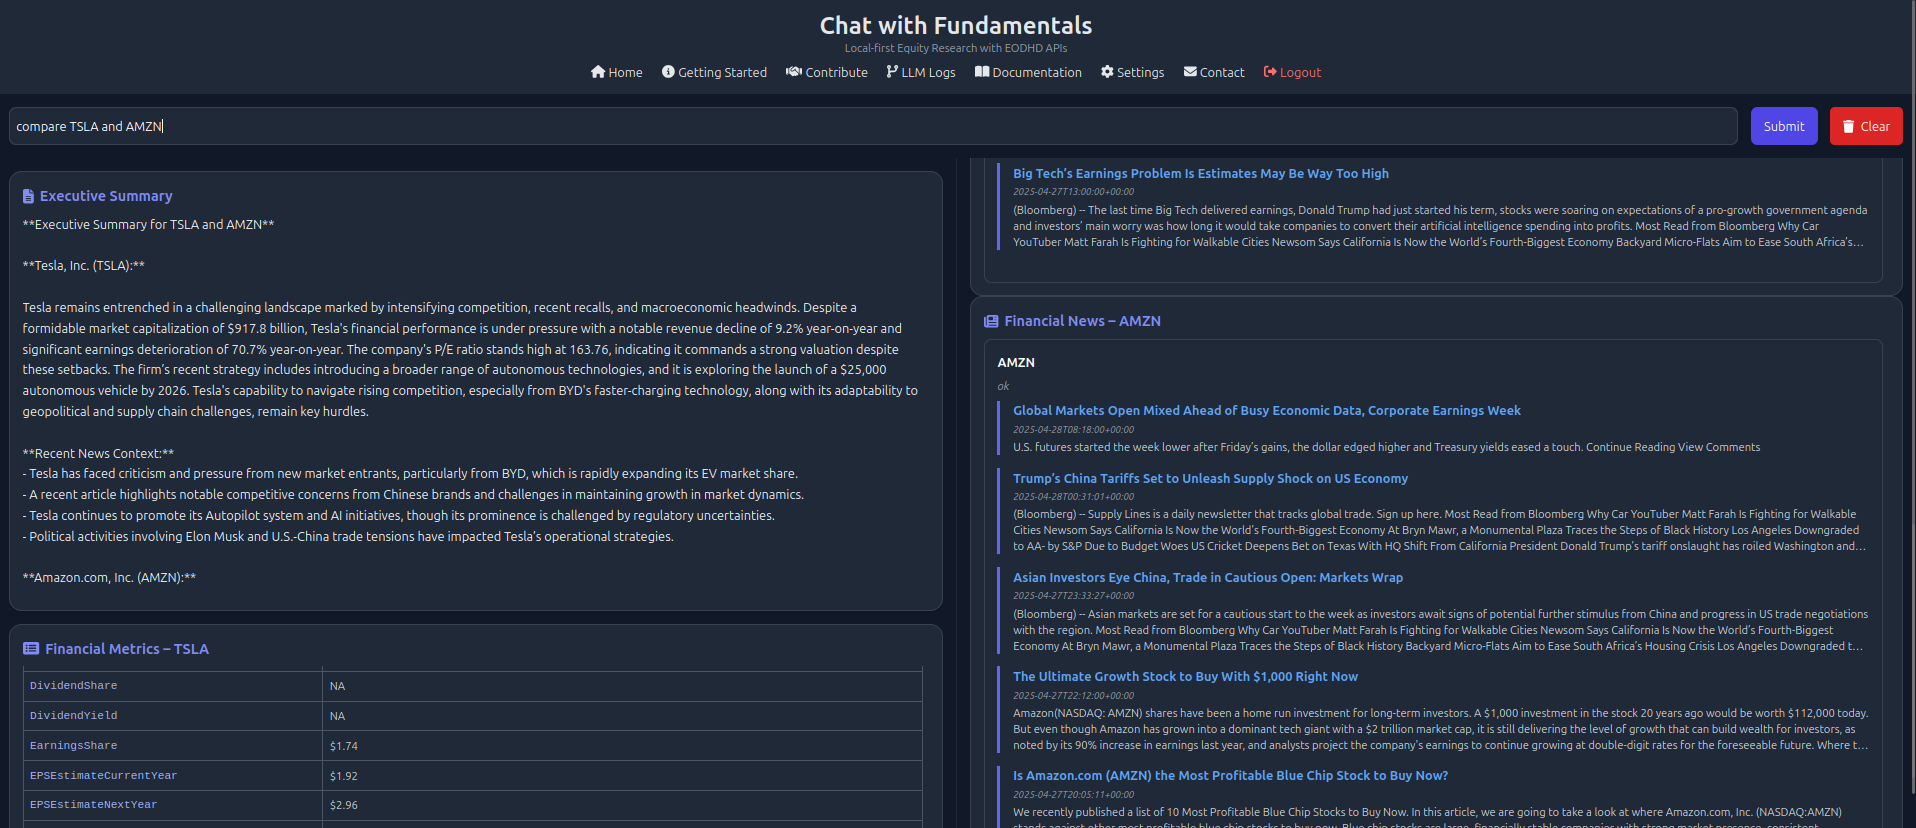 Chat with Fundamentals
Local-first Equity Research with EODHD APIs
Home Getting Started Contribute LLM Logs Documentation Settings Contact Logout
compare TSLA and AMZN
Submit
Clear
Executive Summary
**Executive Summary for TSLA and AMZN**
**Tesla, Inc. (TSLA):**
Tesla remains entrenched in a challenging landscape marked by intensifying competition, recent recalls, and macroeconomic headwinds. Despite a
formidable market capitalization of $917.8 billion, Tesla's financial performance is under pressure with a notable revenue decline of 9.2% year-on-year and
significant earnings deterioration of 70.7% year-on-year. The company's P/E ratio stands high at 163.76, indicating it commands a strong valuation despite
these setbacks. The firm's recent strategy includes introducing a broader range of autonomous technologies, and it is exploring the launch of a $25,000
autonomous vehicle by 2026. Tesla's capability to navigate rising competition, especially from BYD's faster-charging technology, along with its adaptability to
geopolitical and supply chain challenges, remain key hurdles.
**Recent News Context:**
- Tesla has faced criticism and pressure from new market entrants, particularly from BYD, which is rapidly expanding its EV market share.
- A recent article highlights notable competitive concerns from Chinese brands and challenges in maintaining growth in market dynamics.
- Tesla continues to promote its Autopilot system and AI initiatives, though its prominence is challenged by regulatory uncertainties.
- Political activities involving Elon Musk and U.S.-China trade tensions have impacted Tesla's operational strategies.
**Amazon.com, Inc. (AMZN):**
Financial Metrics – TSLA
DividendShare NA
DividendYield NA
EarningsShare $1.74
EPSEstimateCurrentYear $1.92
EPSEstimateNextYear $2.96
Big Tech's Earnings Problem Is Estimates May Be Way Too High
2025-04-27T13:00:00+00:00
(Bloomberg) -- The last time Big Tech delivered earnings, Donald Trump had just started his term, stocks were soaring on expectations of a pro-growth government agenda
and investors' main worry was how long it would take companies to convert their artificial intelligence spending into profits. Most Read from Bloomberg Why Car
YouTuber Matt Farah Is Fighting for Walkable Cities Newsom Says California Is Now the World's Fourth-Biggest Economy Backyard Micro-Flats Aim to Ease South Africa's…
Financial News – AMZN
AMZN
ok
Global Markets Open Mixed Ahead of Busy Economic Data, Corporate Earnings Week
2025-04-28T08:18:00+00:00
U.S. futures started the week lower after Friday's gains, the dollar edged higher and Treasury yields eased a touch. Continue Reading View Comments
Trump's China Tariffs Set to Unleash Supply Shock on US Economy
2025-04-28T00:31:01+00:00
(Bloomberg) -- Supply Lines is a daily newsletter that tracks global trade. Sign up here. Most Read from Bloomberg Why Car YouTuber Matt Farah Is Fighting for Walkable
Cities Newsom Says California Is Now the World's Fourth-Biggest Economy At Bryn Mawr, a Monumental Plaza Traces the Steps of Black History Los Angeles Downgraded
to AA- by S&P Due to Budget Woes US Cricket Deepens Bet on Texas With HQ Shift From California President Donald Trump's tariff onslaught has roiled Washington and…
Asian Investors Eye China, Trade in Cautious Open: Markets Wrap
2025-04-27T23:33:27+00:00
(Bloomberg) -- Asian markets are set for a cautious start to the week as investors await signs of potential further stimulus from China and progress in US trade negotiations
with the region. Most Read from Bloomberg Why Car YouTuber Matt Farah Is Fighting for Walkable Cities Newsom Says California Is Now the World's Fourth-Biggest
Economy At Bryn Mawr, a Monumental Plaza Traces the Steps of Black History Backyard Micro-Flats Aim to Ease South Africa's Housing Crisis Los Angeles Downgraded t…
The Ultimate Growth Stock to Buy With $1,000 Right Now
2025-04-27T22:12:00+00:00
Amazon(NASDAQ: AMZN) shares have been a home run investment for long-term investors. A $1,000 investment in the stock 20 years ago would be worth $112,000 today.
But even though Amazon has grown into a dominant tech giant with a $2 trillion market cap, it is still delivering the level of growth that can build wealth for investors, as
noted by its 90% increase in earnings last year, and analysts project the company's earnings to continue growing at double-digit rates for the foreseeable future. Where t…
Is Amazon.com (AMZN) the Most Profitable Blue Chip Stock to Buy Now?
2025-04-27T20:05:11+00:00
We recently published a list of 10 Most Profitable Blue Chip Stocks to Buy Now. In this article, we are going to take a look at where Amazon.com, Inc. (NASDAQ:AMZN)
stands against other most profitable blue chip stocks to buy now. Blue chip stocks are large, financially stable companies with strong market presence, consistent